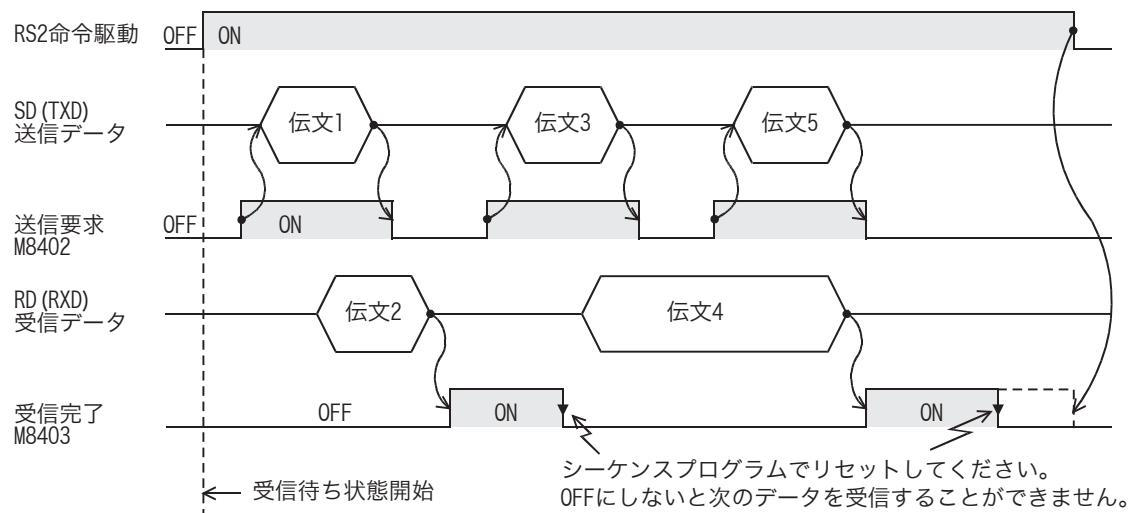 RS2命令駆動 OFF ON
SD(TXD)
送信データ
伝文1 伝文3 伝文5
送信要求
M8402
OFF ON
RD(RXD)
受信データ
伝文2 伝文4
受信完了
M8403
OFF ON ON
受信待ち状態開始
シーケンスプログラムでリセットしてください。
OFFにしないと次のデータを受信することができません。